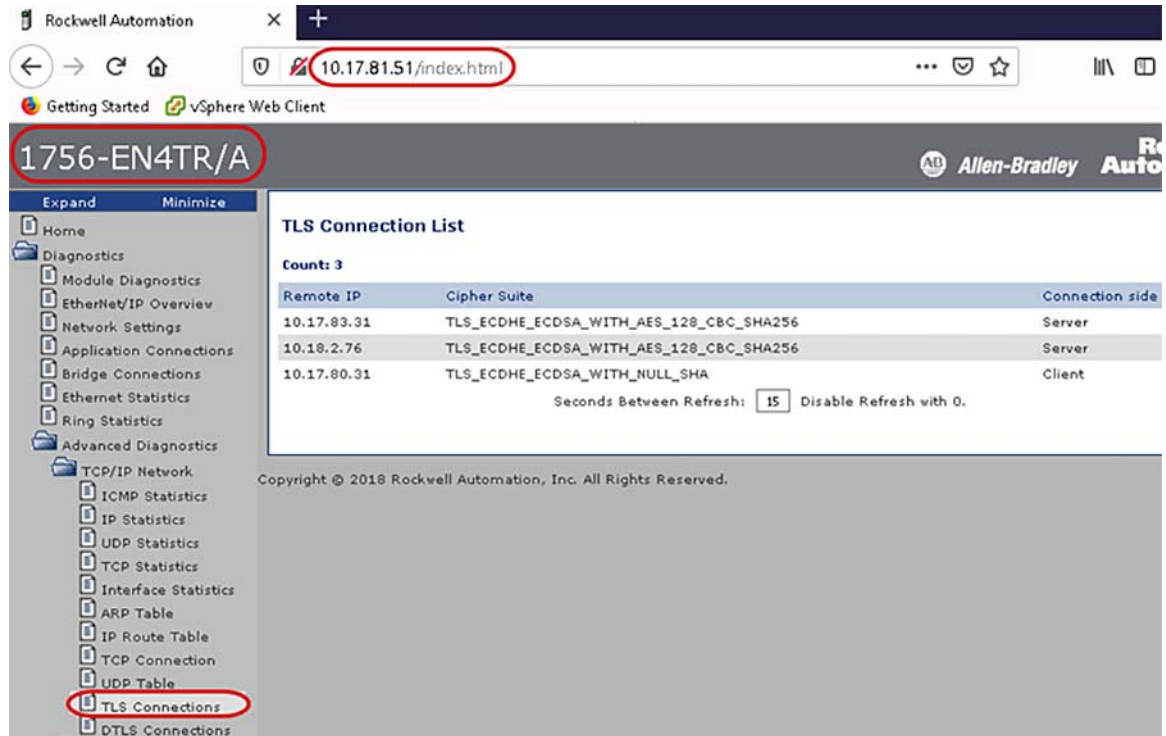 Rockwell Automation
10.17.81.51/index.html
Getting Started vSphere Web Client
1756-EN4TR/A
AB Allen-Bradley
Expand Minimize
Home
Diagnostics
Module Diagnostics
EtherNet/IP Overview
Network Settings
Application Connections
Bridge Connections
Ethernet Statistics
Ring Statistics
Advanced Diagnostics
TCP/IP Network
ICMP Statistics
IP Statistics
UDP Statistics
TCP Statistics
Interface Statistics
ARP Table
IP Route Table
TCP Connection
UDP Table
TLS Connections
DTLS Connections
TLS Connection List
Count: 3
Remote IP Cipher Suite Connection side
10.17.83.31 TLS_ECDHE_ECDSA_WITH_AES_128_CBC_SHA256 Server
10.18.2.76 TLS_ECDHE_ECDSA_WITH_AES_128_CBC_SHA256 Server
10.17.80.31 TLS_ECDHE_ECDSA_WITH_NULL_SHA Client
Seconds Between Refresh: 15 Disable Refresh with 0.
Copyright © 2018 Rockwell Automation, Inc. All Rights Reserved.